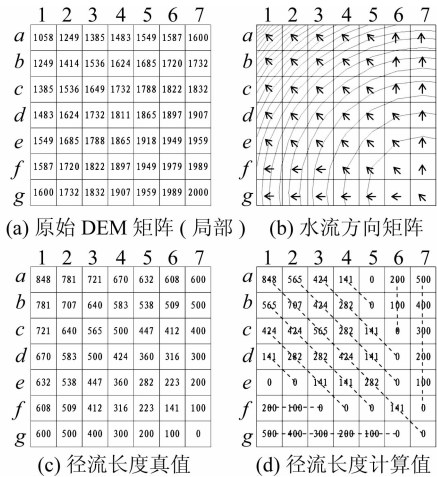 1 2 3 4 5 6 7
a 1058 1249 1385 1483 1549 1587 1600
b 1249 1414 1536 1624 1685 1720 1732
c 1385 1536 1649 1732 1788 1822 1832
d 1483 1624 1732 1811 1865 1897 1907
e 1549 1685 1788 1865 1918 1949 1959
f 1587 1720 1822 1897 1949 1979 1989
g 1600 1732 1832 1907 1959 1989 2000
(a) 原始 DEM 矩阵 ( 局部 )
1 2 3 4 5 6 7
a
b
c
d
e
f
g
(b) 水流方向矩阵
1 2 3 4 5 6 7
a 848 781 721 670 632 608 600
b 781 707 640 583 538 509 500
c 721 640 565 500 447 412 400
d 670 583 500 424 360 316 300
e 632 538 447 360 282 223 200
f 608 509 412 316 223 141 100
g 600 500 400 300 200 100 0
(c) 径流长度真值
1 2 3 4 5 6 7
a 848 565 424 141 0 200 500
b 565 707 424 282 0 100 400
c 424 424 565 282 141 0 300
d 141 282 282 424 141 0 200
e 0 0 141 141 282 0 100
f 200 100 0 0 0 141 0
g 500 400 300 200 100 0 0
(d) 径流长度计算值